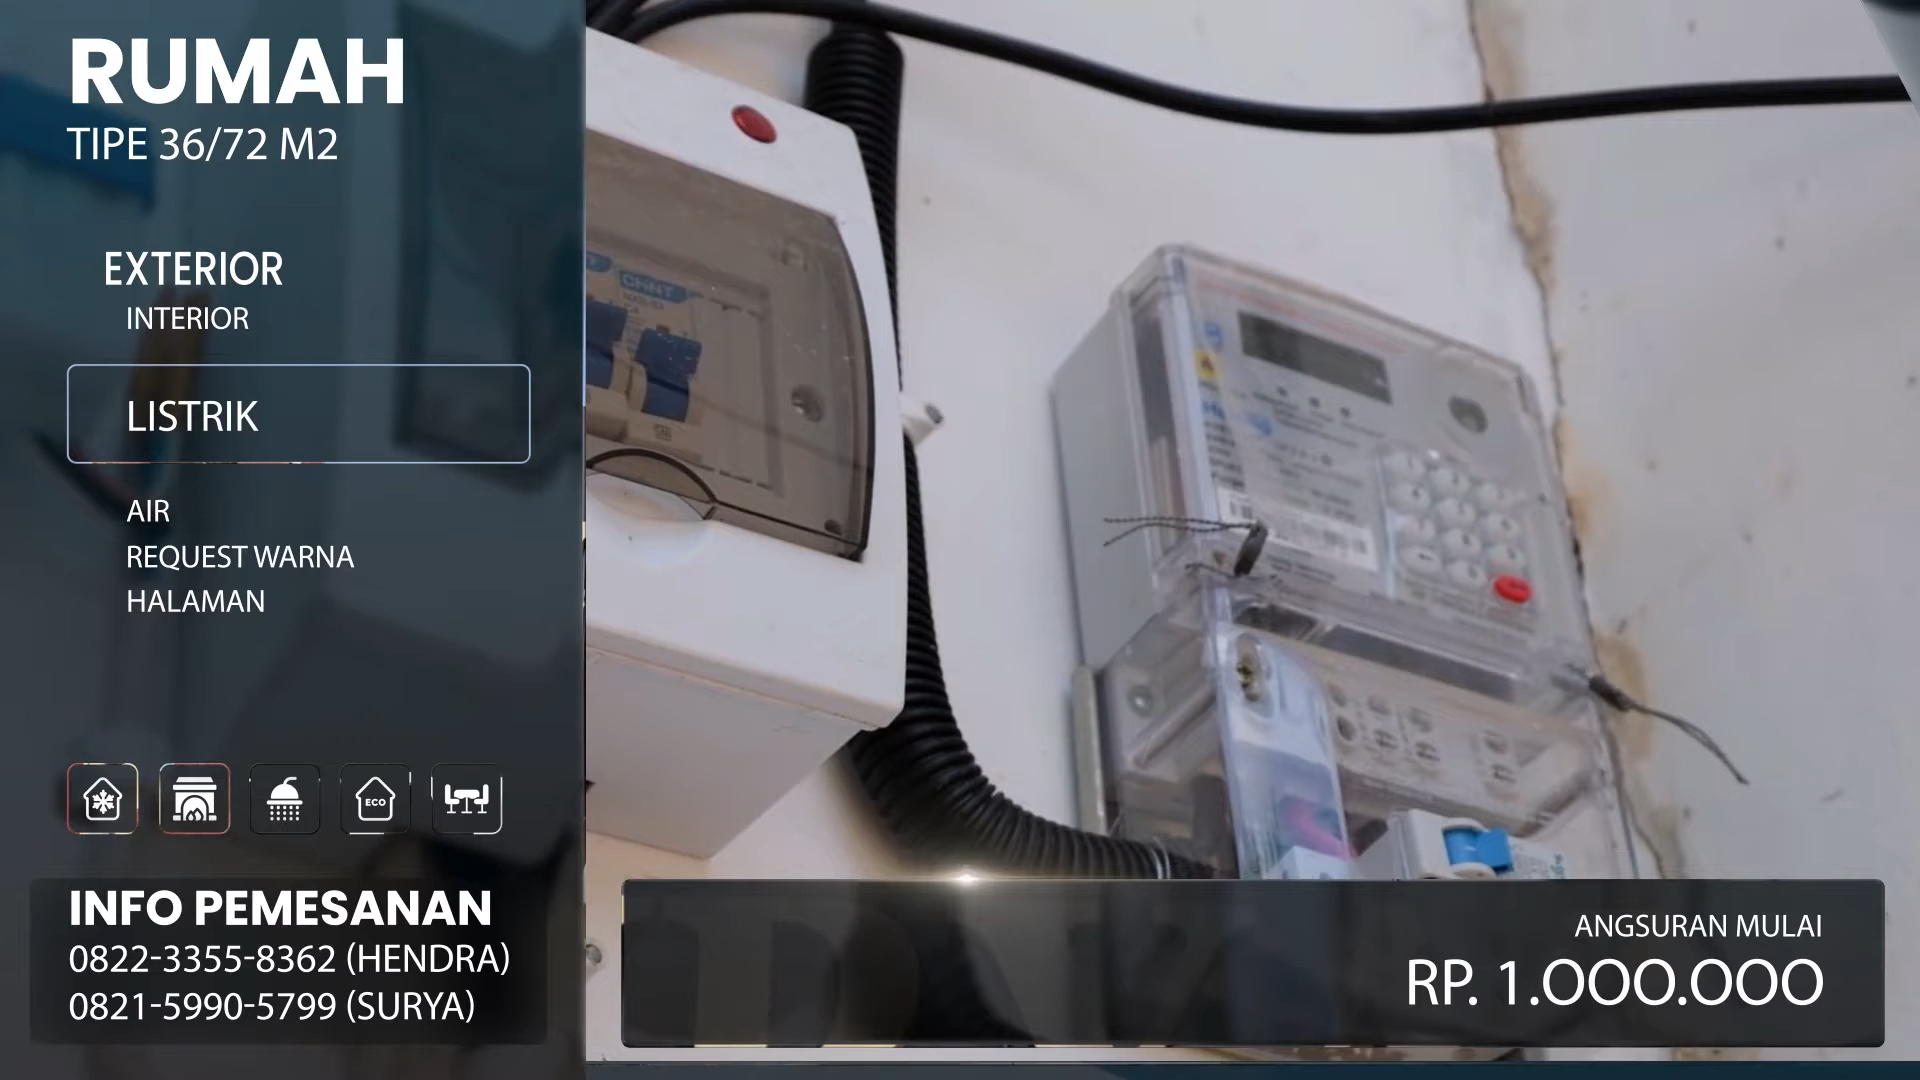 RUMAH
TIPE 36/72 M2
EXTERIOR
INTERIOR
LISTRIK
AIR
REQUEST WARNA
HALAMAN
ECO
INFO PEMESANAN
0822-3355-8362 (HENDRA)
0821-5990-5799 (SURYA)
CHNT
ANGSURAN MULAI
RP. 1.000.000